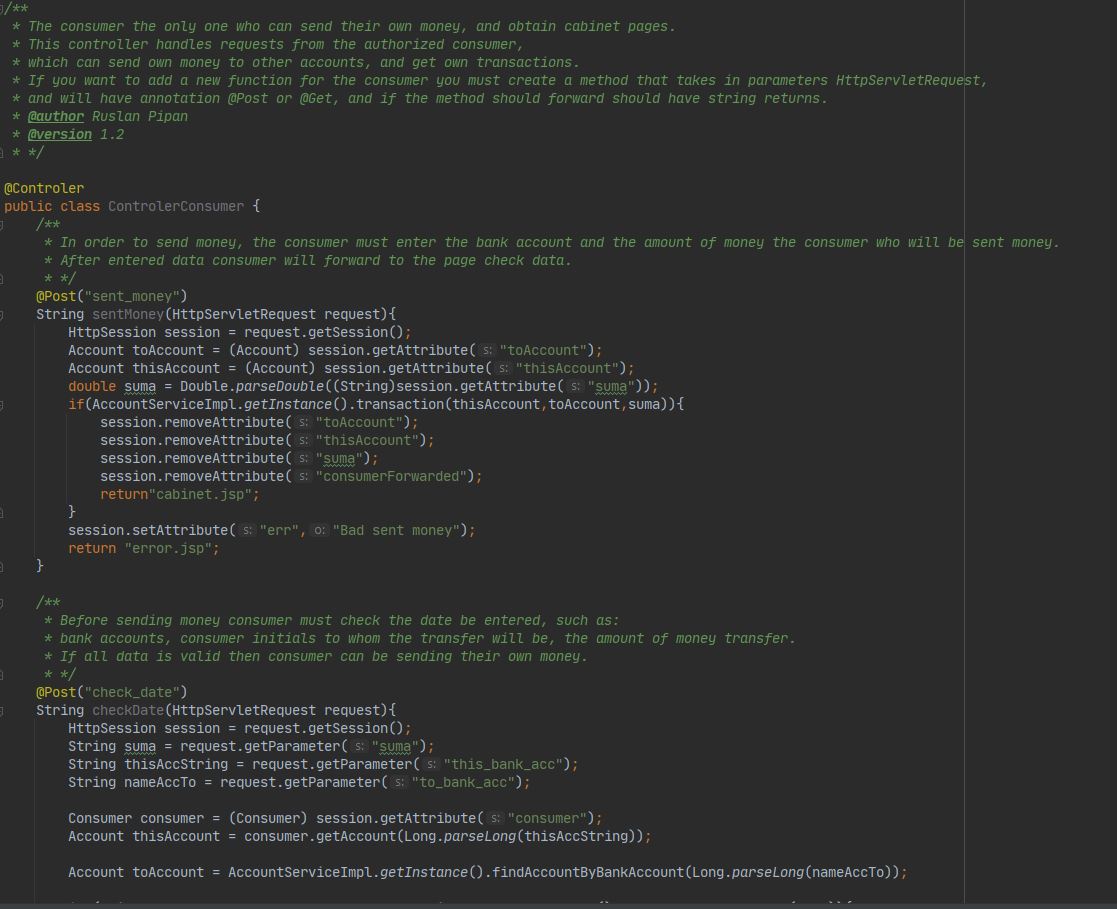 /**
 * The consumer the only one who can send their own money, and obtain cabinet pages.
 * This controller handles requests from the authorized consumer,
 * which can send own money to other accounts, and get own transactions.
 * If you want to add a new function for the consumer you must create a method that takes in parameters HttpServletRequest,
 * and will have annotation @Post or @Get, and if the method should forward should have string returns.
 * @author Ruslan Pipan
 * @version 1.2
 * */
@Controler
public class ControlerConsumer {
    /**
     * In order to send money, the consumer must enter the bank account and the amount of money the consumer who will be sent money.
     * After entered data consumer will forward to the page check data.
     * */
    @Post("sent_money")
    String sentMoney(HttpServletRequest request){
        HttpSession session = request.getSession();
        Account toAccount = (Account) session.getAttribute( s: "toAccount");
        Account thisAccount = (Account) session.getAttribute( s: "thisAccount");
        double suma = Double.parseDouble((String)session.getAttribute( s: "suma"));
        if(AccountServiceImpl.getInstance().transaction(thisAccount,toAccount,suma)){
            session.removeAttribute( s: "toAccount");
            session.removeAttribute( s: "thisAccount");
            session.removeAttribute( s: "suma");
            session.removeAttribute( s: "consumerForwarded");
            return"cabinet.jsp";
        }
        session.setAttribute( s: "err", o: "Bad sent money");
        return "error.jsp";
    }
    /**
     * Before sending money consumer must check the date be entered, such as:
     * bank accounts, consumer initials to whom the transfer will be, the amount of money transfer.
     * If all data is valid then consumer can be sending their own money.
     * */
    @Post("check_date")
    String checkDate(HttpServletRequest request){
        HttpSession session = request.getSession();
        String suma = request.getParameter( s: "suma");
        String thisAccString = request.getParameter( s: "this_bank_acc");
        String nameAccTo = request.getParameter( s: "to_bank_acc");
        Consumer consumer = (Consumer) session.getAttribute( s: "consumer");
        Account thisAccount = consumer.getAccount(Long.parseLong(thisAccString));
        Account toAccount = AccountServiceImpl.getInstance().findAccountByBankAccount(Long.parseLong(nameAccTo));